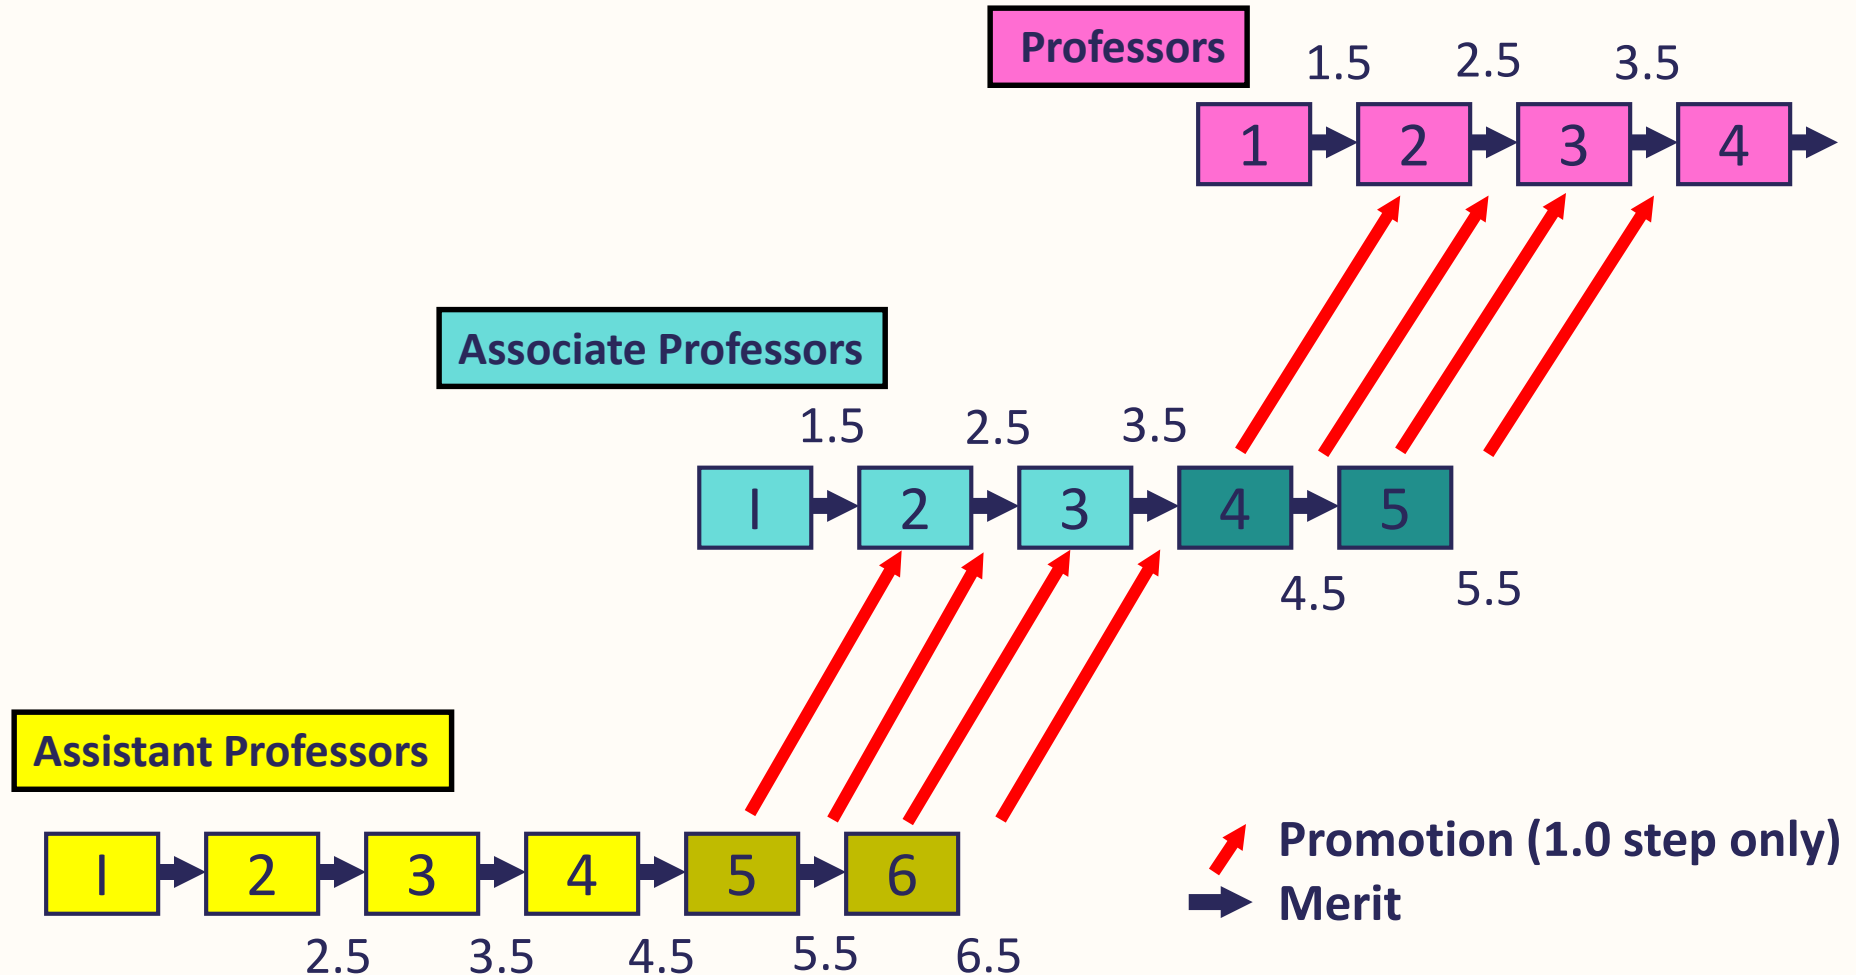 Professors
1.5 2.5 3.5
1 2 3 4
Associate Professors
1.5 2.5 3.5
I 2 3 4 5
4.5 5.5
Assistant Professors
I 2 3 4 5 6
2.5 3.5 4.5 5.5 6.5
Promotion (1.0 step only)
Merit